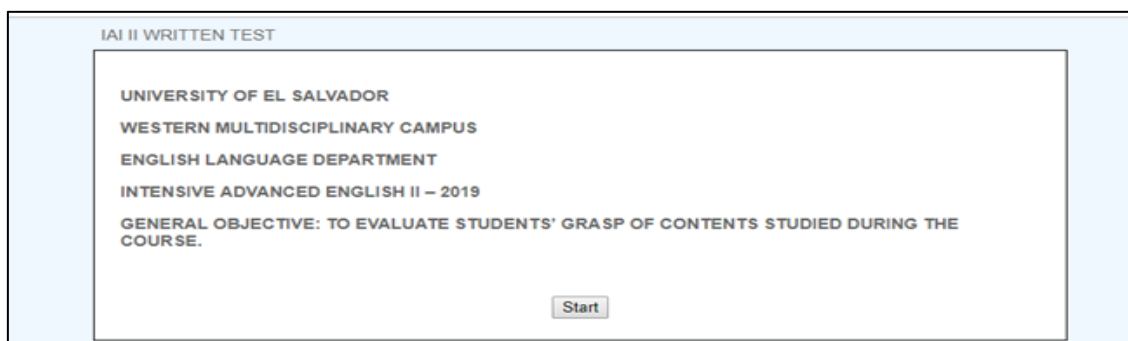 IAI II WRITTEN TEST
UNIVERSITY OF EL SALVADOR
WESTERN MULTIDISCIPLINARY CAMPUS
ENGLISH LANGUAGE DEPARTMENT
INTENSIVE ADVANCED ENGLISH II – 2019
GENERAL OBJECTIVE: TO EVALUATE STUDENTS' GRASP OF CONTENTS STUDIED DURING THE
COURSE.
Start